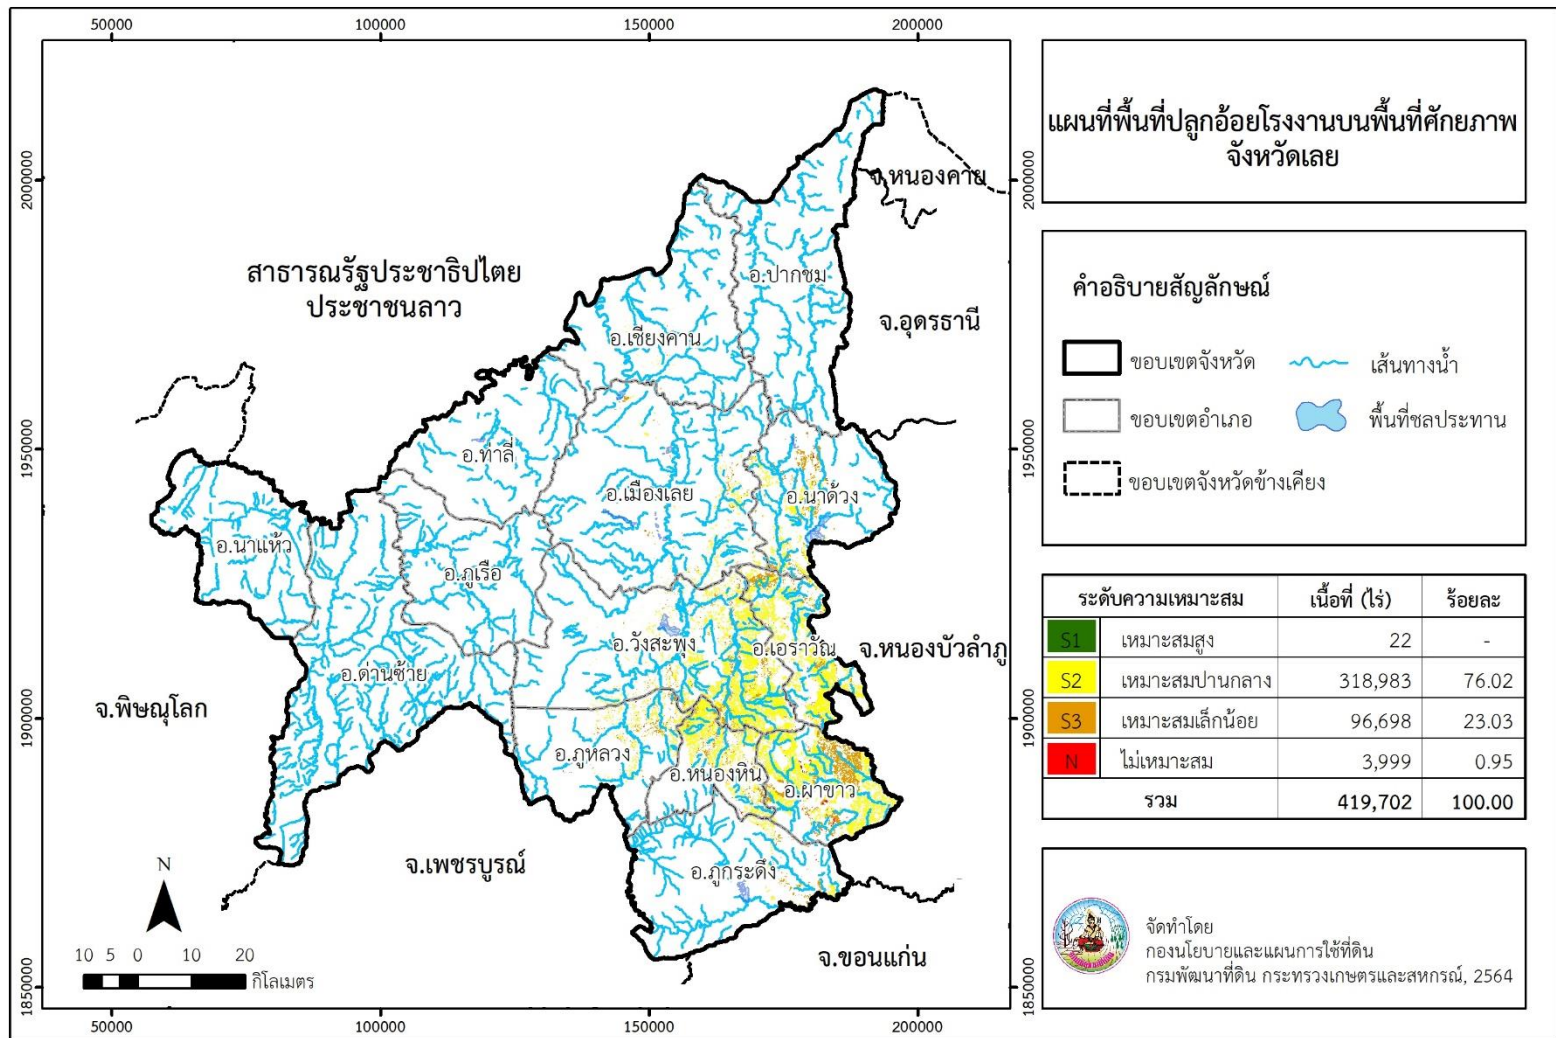 50000 100000 150000 200000
แผนที่พื้นที่ปลูกอ้อยโรงงานบนพื้นที่ศักยภาพ
จังหวัดเลย
2000000 2000000
1950000 1950000
1900000 1900000
1850000 1850000
จ.หนองคาย
สาธารณรัฐประชาธิปไตย
ประชาชนลาว
อ.ปากชม
จ.อุดรธานี
อ.เชียงคาน
อ.ท่าลี่
อ.เมืองเลย
อ.นาด้วง
อ.นาแห้ว
อ.ภูเรือ
อ.วังสะพุง
อ.เอราวัณ
จ.หนองบัวลำภู
อ.ด่านซ้าย
จ.พิษณุโลก
อ.ภูหลวง
อ.หนองหิน
อ.ผาขาว
จ.เพชรบูรณ์
อ.ภูกระดึง
จ.ขอนแก่น
N
10 5 0 10 20
กิโลเมตร
50000 100000 150000 200000
คำอธิบายสัญลักษณ์
ขอบเขตจังหวัด เส้นทางน้ำ
ขอบเขตอำเภอ พื้นที่ชลประทาน
ขอบเขตจังหวัดข้างเคียง
ระดับความเหมาะสม เนื้อที่ (ไร่) ร้อยละ
S1 เหมาะสมสูง 22 -
S2 เหมาะสมปานกลาง 318,983 76.02
S3 เหมาะสมเล็กน้อย 96,698 23.03
N ไม่เหมาะสม 3,999 0.95
รวม 419,702 100.00
จัดทำโดย
กองนโยบายและแผนการใช้ที่ดิน
กรมพัฒนาที่ดิน กระทรวงเกษตรและสหกรณ์, 2564